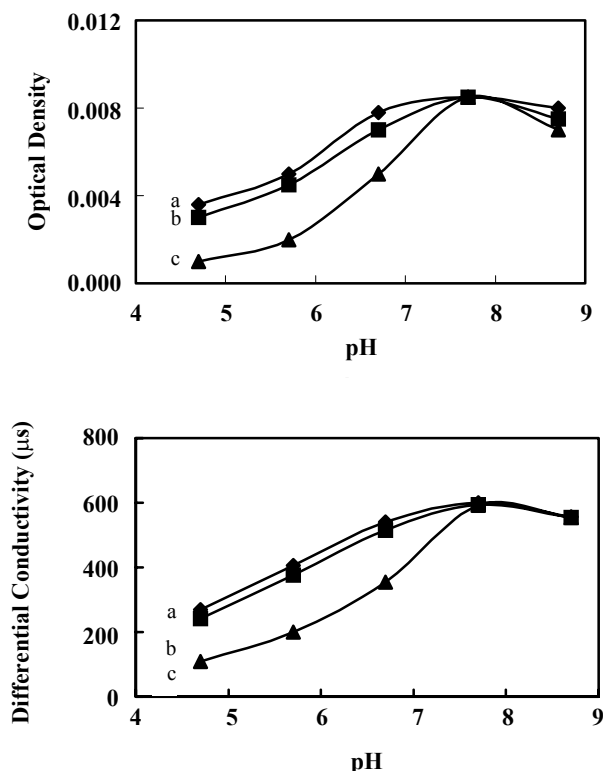 0.012
0.008
0.004
0.000
Optical Density
a
b
c
4 5 6 7 8 9
pH
800
600
400
200
0
Differential Conductivity (μs)
a
b
c
4 5 6 7 8 9
pH